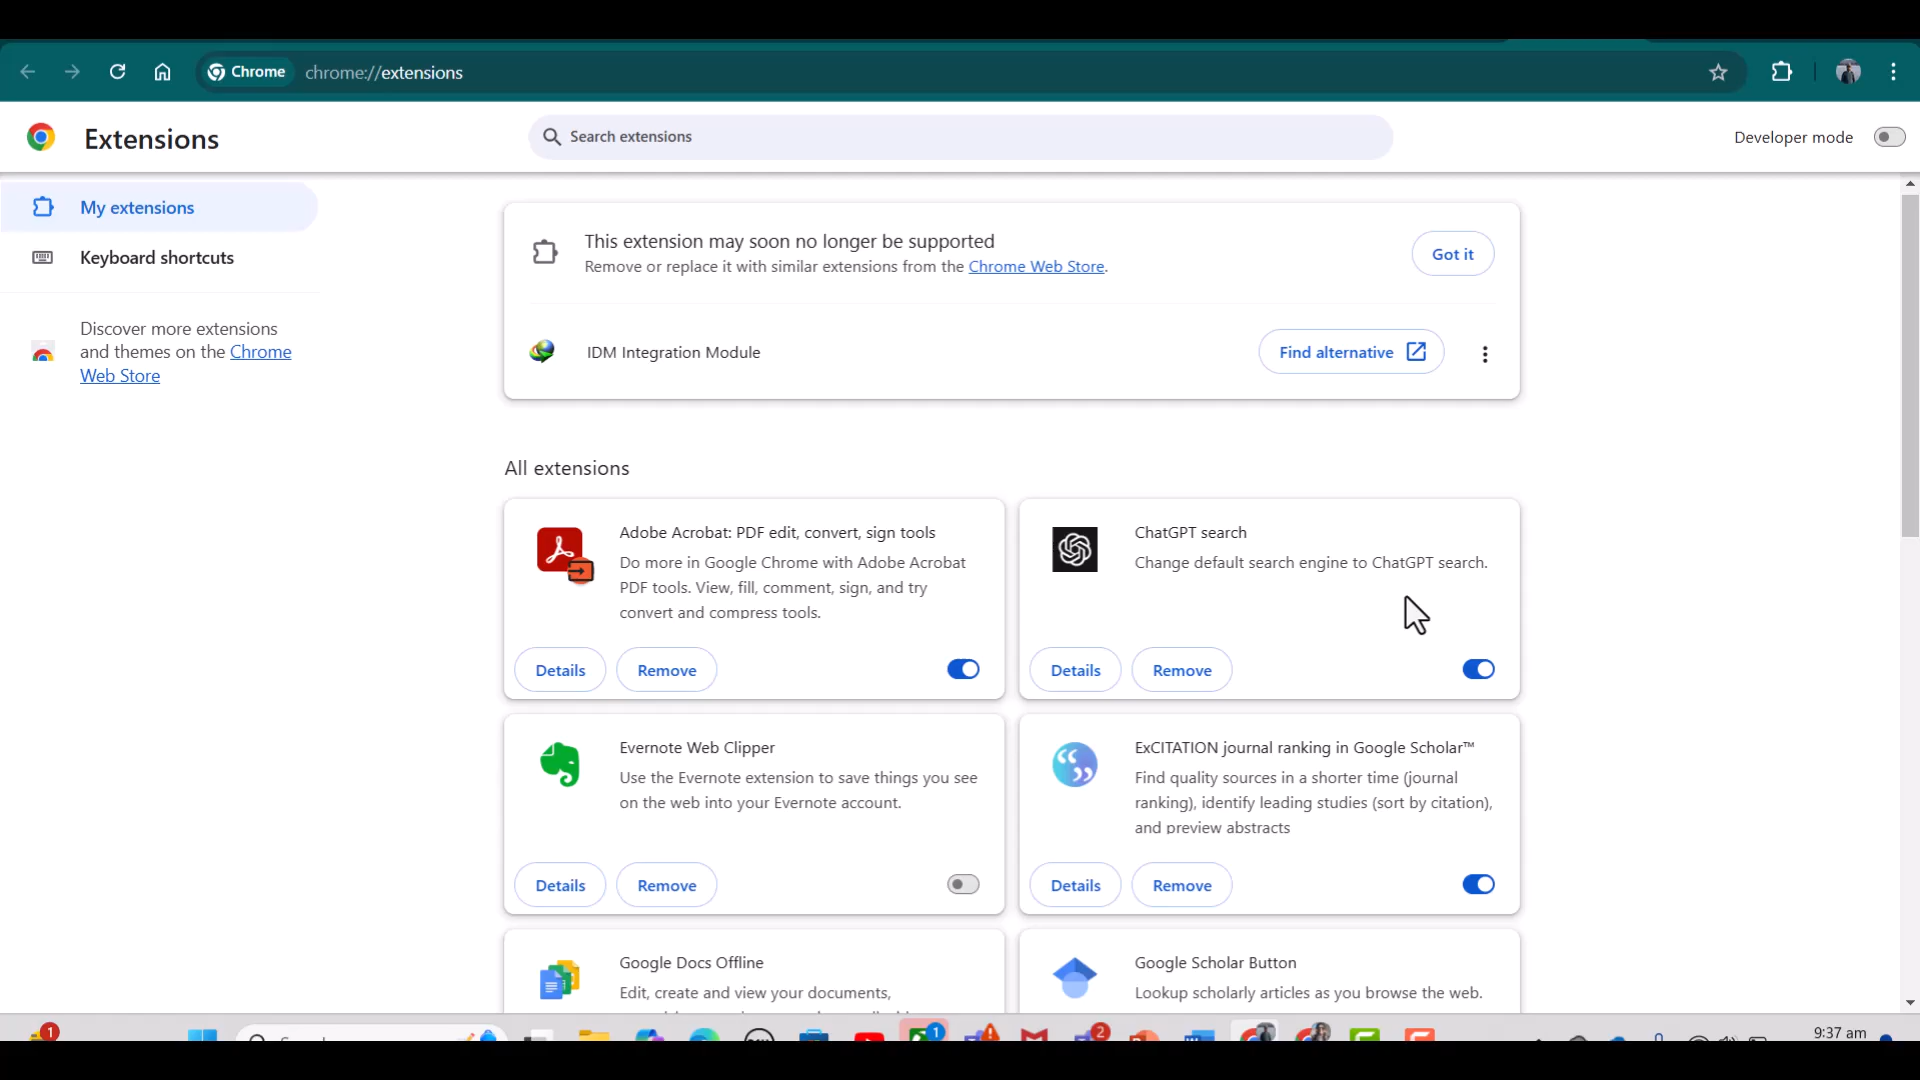 Chrome
chrome://extensions
Extensions
Search extensions
Developer mode
My extensions
Keyboard shortcuts
Discover more extensions
and themes on the Chrome
Web Store
This extension may soon no longer be supported
Remove or replace it with similar extensions from the Chrome Web Store.
Got it
IDM Integration Module
Find alternative
All extensions
Adobe Acrobat: PDF edit, convert, sign tools
Do more in Google Chrome with Adobe Acrobat
PDF tools. View, fill, comment, sign, and try
convert and compress tools.
Details
Remove
ChatGPT search
Change default search engine to ChatGPT search.
Details
Remove
Evernote Web Clipper
Use the Evernote extension to save things you see
on the web into your Evernote account.
Details
Remove
ExCITATION journal ranking in Google Scholar™
Find quality sources in a shorter time (journal
ranking), identify leading studies (sort by citation),
and preview abstracts
Details
Remove
Google Docs Offline
Edit, create and view your documents,
Google Scholar Button
Lookup scholarly articles as you browse the web.
1
1
2
9:37 am